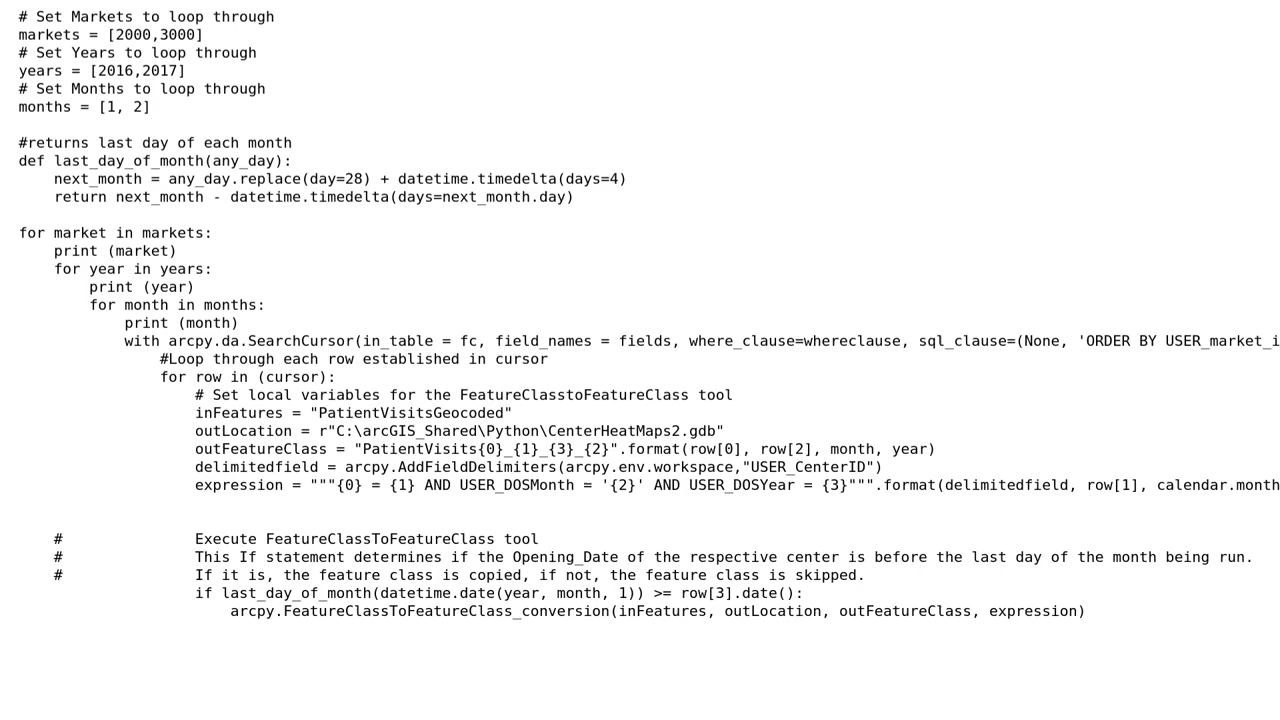 # Set Markets to loop through
markets = [2000,3000]
# Set Years to loop through
years = [2016,2017]
# Set Months to loop through
months = [1, 2]

#returns last day of each month
def last_day_of_month(any_day):
    next_month = any_day.replace(day=28) + datetime.timedelta(days=4)
    return next_month - datetime.timedelta(days=next_month.day)

for market in markets:
    print (market)
    for year in years:
        print (year)
        for month in months:
            print (month)
            with arcpy.da.SearchCursor(in_table = fc, field_names = fields, where_clause=whereclause, sql_clause=(None, 'ORDER BY USER_market_i
                #Loop through each row established in cursor
                for row in (cursor):
                    # Set local variables for the FeatureClasstoFeatureClass tool
                    inFeatures = "PatientVisitsGeocoded"
                    outLocation = r"C:\arcGIS_Shared\Python\CenterHeatMaps2.gdb"
                    outFeatureClass = "PatientVisits{0}_{1}_{3}_{2}".format(row[0], row[2], month, year)
                    delimitedfield = arcpy.AddFieldDelimiters(arcpy.env.workspace,"USER_CenterID")
                    expression = """{0} = {1} AND USER_DOSMonth = '{2}' AND USER_DOSYear = {3}""".format(delimitedfield, row[1], calendar.month

    #               Execute FeatureClassToFeatureClass tool
    #               This If statement determines if the Opening_Date of the respective center is before the last day of the month being run.
    #               If it is, the feature class is copied, if not, the feature class is skipped.
                    if last_day_of_month(datetime.date(year, month, 1)) >= row[3].date():
                        arcpy.FeatureClassToFeatureClass_conversion(inFeatures, outLocation, outFeatureClass, expression)